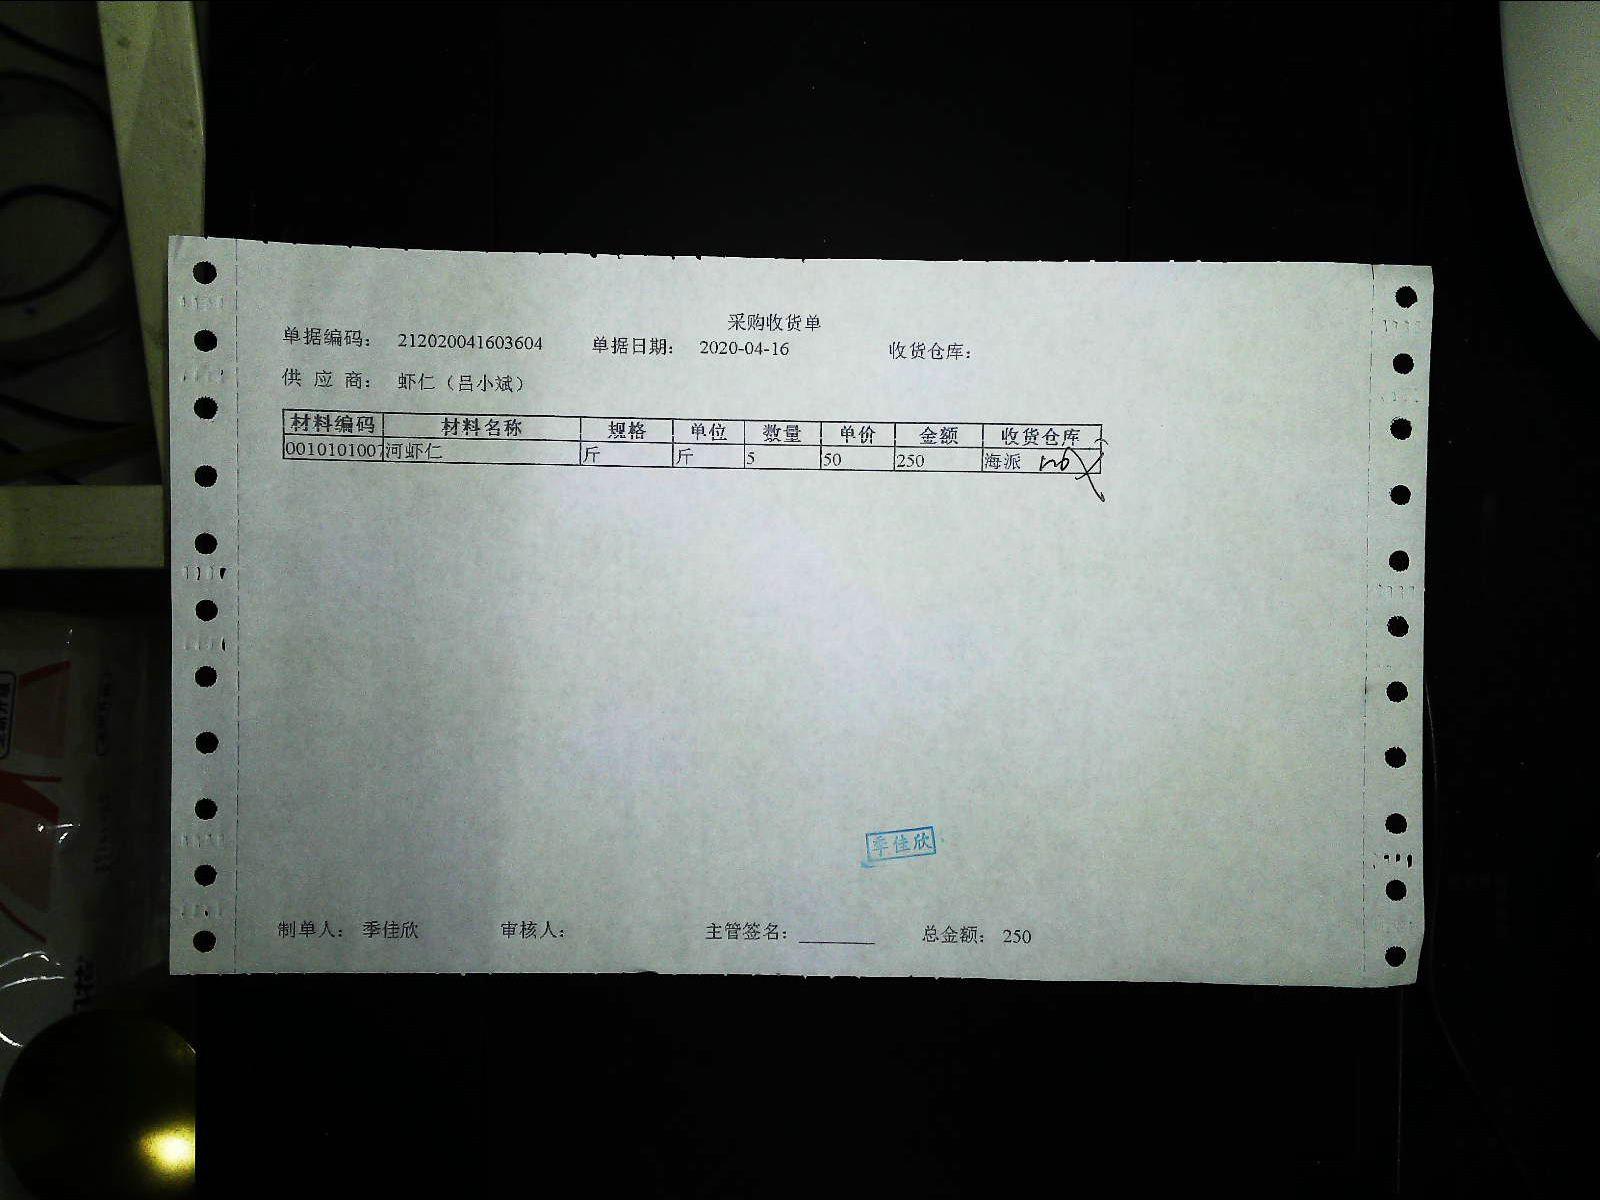 采购收货单
单据编码： 212020041603604 单据日期： 2020-04-16 收货仓库：
供 应 商： 虾仁（吕小斌）
材料编码 材料名称 规格 单位 数量 单价 金额 收货仓库
0010101007 河虾仁 斤 斤 5 50 250 海派
季佳欣
制单人： 季佳欣 审核人： 主管签名： 总金额： 250